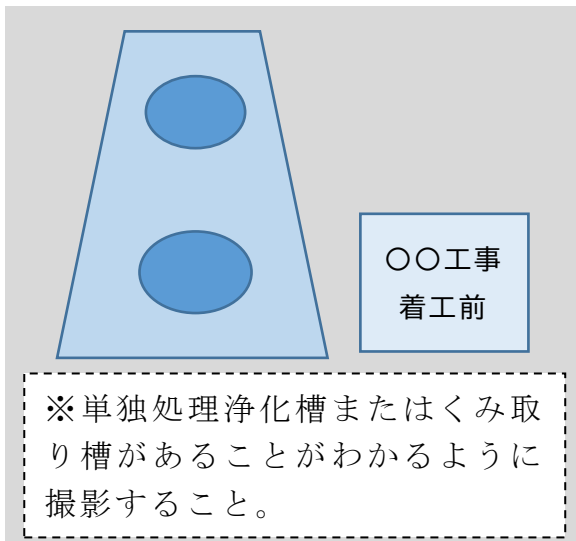 〇〇工事
着工前
※単独処理浄化槽またはくみ取
り槽があることがわかるように
撮影すること。